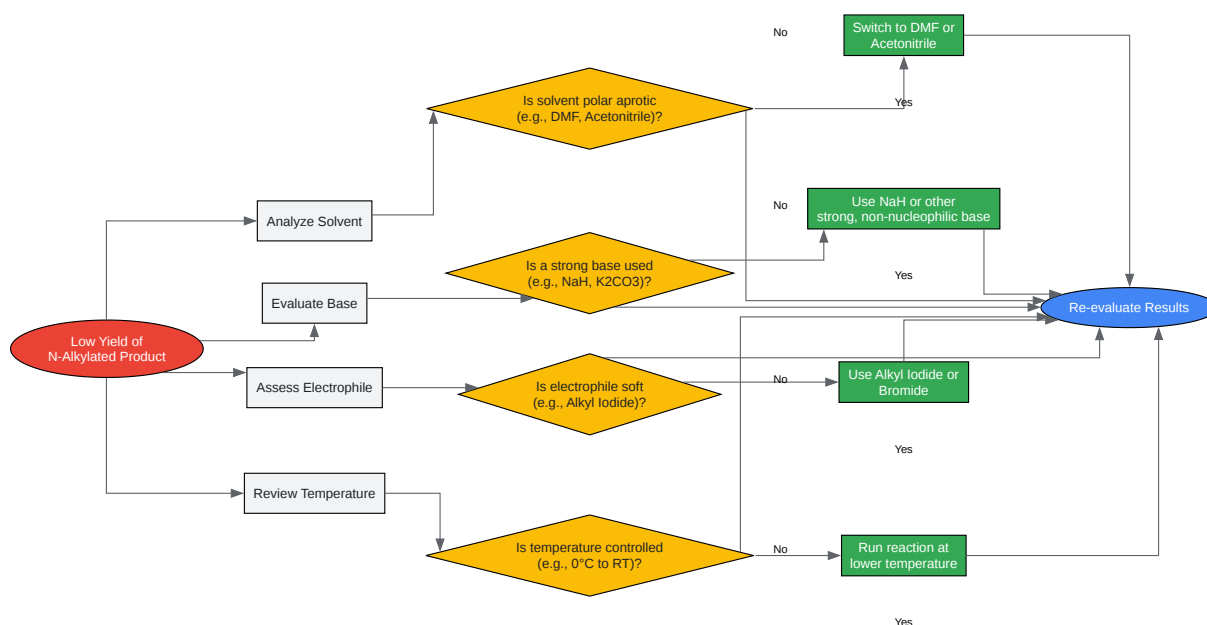 No
Switch to DMF or
Acetonitrile
Is solvent polar aprotic
(e.g., DMF, Acetonitrile)?
Yes
Analyze Solvent
No
Use NaH or other
strong, non-nucleophilic base
Is a strong base used
(e.g., NaH, K2CO3)?
Yes
Evaluate Base
Re-evaluate Results
Low Yield of
N-Alkylated Product
Assess Electrophile
Is electrophile soft
(e.g., Alkyl Iodide)?
No
Use Alkyl Iodide or
Bromide
Yes
Review Temperature
Is temperature controlled
(e.g., 0°C to RT)?
No
Run reaction at
lower temperature
Yes